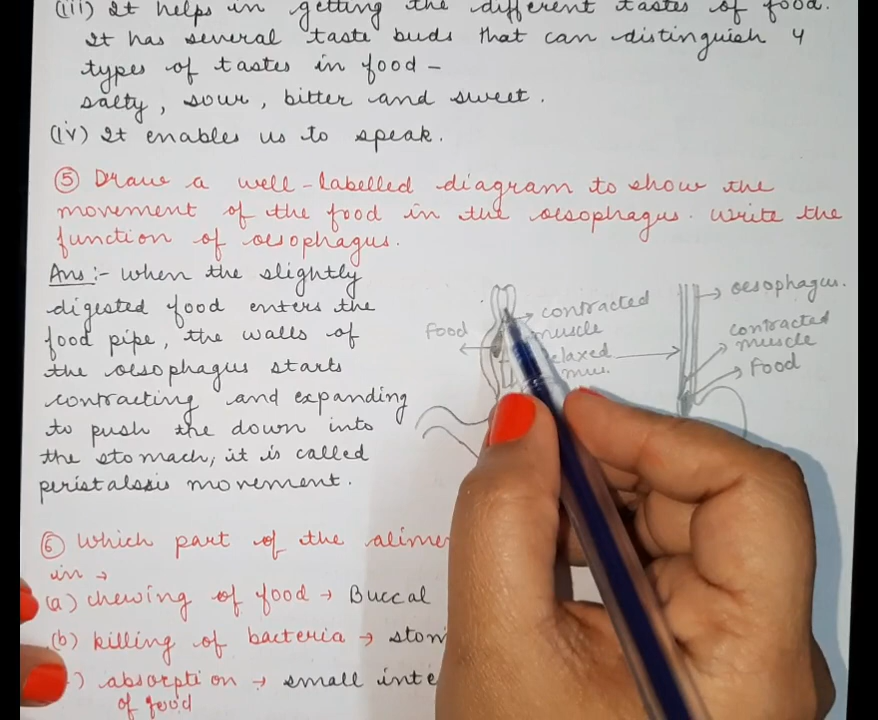 (iii) It helps in getting the different tastes of food.
It has several taste buds that can distinguish 4
types of tastes in food -
salty, sour, bitter and sweet.
(iv) It enables us to speak.
⑤ Draw a well-labelled diagram to show the
movement of the food in the oesophagus. Write the
function of oesophagus.
Ans:- When the slightly
digested food enters the
food pipe, the walls of
the oesophagus starts
contracting and expanding
to push the down into
the stomach, it is called
movement.
Food
contracted
muscle
oesophagus.
contracted
muscle
Food
⑥ Which part of the
in →
(a) chewing of food → Buccal
(b) killing of bacteria →
) absorption → small
of food